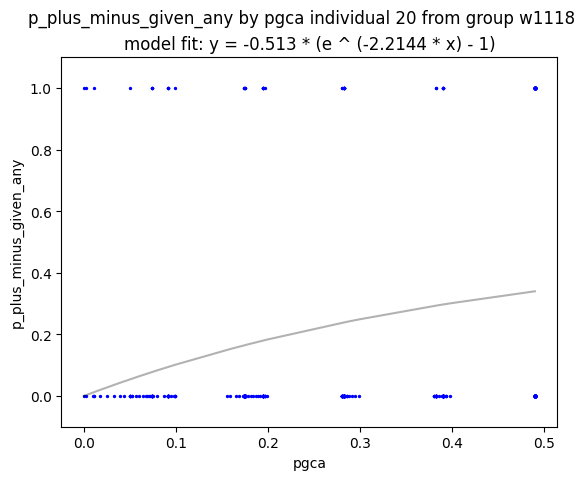 p_plus_minus_given_any by pgca individual 20 from group w1118
model fit: y = -0.513 * (e ^ (-2.2144 * x) - 1)
1.0
0.8
0.6
0.4
0.2
0.0
p_plus_minus_given_any
0.0 0.1 0.2 0.3 0.4 0.5
pgca